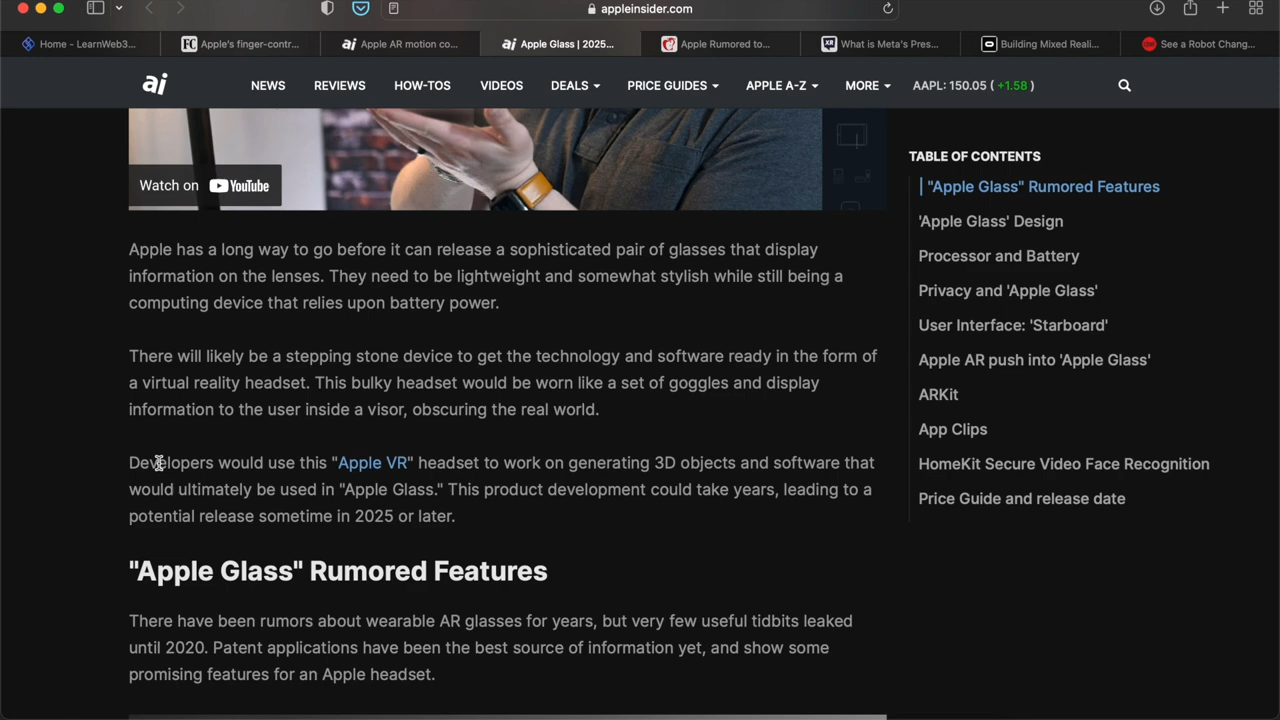 appleinsider.com
Home - LearnWeb3...
FC Apple's finger-contr...
ai Apple AR motion co...
ai Apple Glass | 2025...
Apple Rumored to...
XR What is Meta's Pres...
Building Mixed Reali...
See a Robot Chang...
ai NEWS REVIEWS HOW-TOS VIDEOS DEALS PRICE GUIDES APPLE A-Z MORE AAPL: 150.05 ( +1.58 )
Watch on YouTube
Apple has a long way to go before it can release a sophisticated pair of glasses that display
information on the lenses. They need to be lightweight and somewhat stylish while still being a
computing device that relies upon battery power.
There will likely be a stepping stone device to get the technology and software ready in the form of
a virtual reality headset. This bulky headset would be worn like a set of goggles and display
information to the user inside a visor, obscuring the real world.
Developers would use this "Apple VR" headset to work on generating 3D objects and software that
would ultimately be used in "Apple Glass." This product development could take years, leading to a
potential release sometime in 2025 or later.
"Apple Glass" Rumored Features
There have been rumors about wearable AR glasses for years, but very few useful tidbits leaked
until 2020. Patent applications have been the best source of information yet, and show some
promising features for an Apple headset.
TABLE OF CONTENTS
"Apple Glass" Rumored Features
'Apple Glass' Design
Processor and Battery
Privacy and 'Apple Glass'
User Interface: 'Starboard'
Apple AR push into 'Apple Glass'
ARKit
App Clips
HomeKit Secure Video Face Recognition
Price Guide and release date